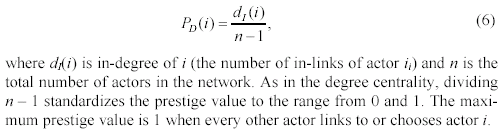 P_D(i) = d_I(i) / n−1, (6)
where d_I(i) is in-degree of i (the number of in-links of actor i_i) and n is the
total number of actors in the network. As in the degree centrality, dividing
n − 1 standardizes the prestige value to the range from 0 and 1. The maxi-
mum prestige value is 1 when every other actor links to or chooses actor i.